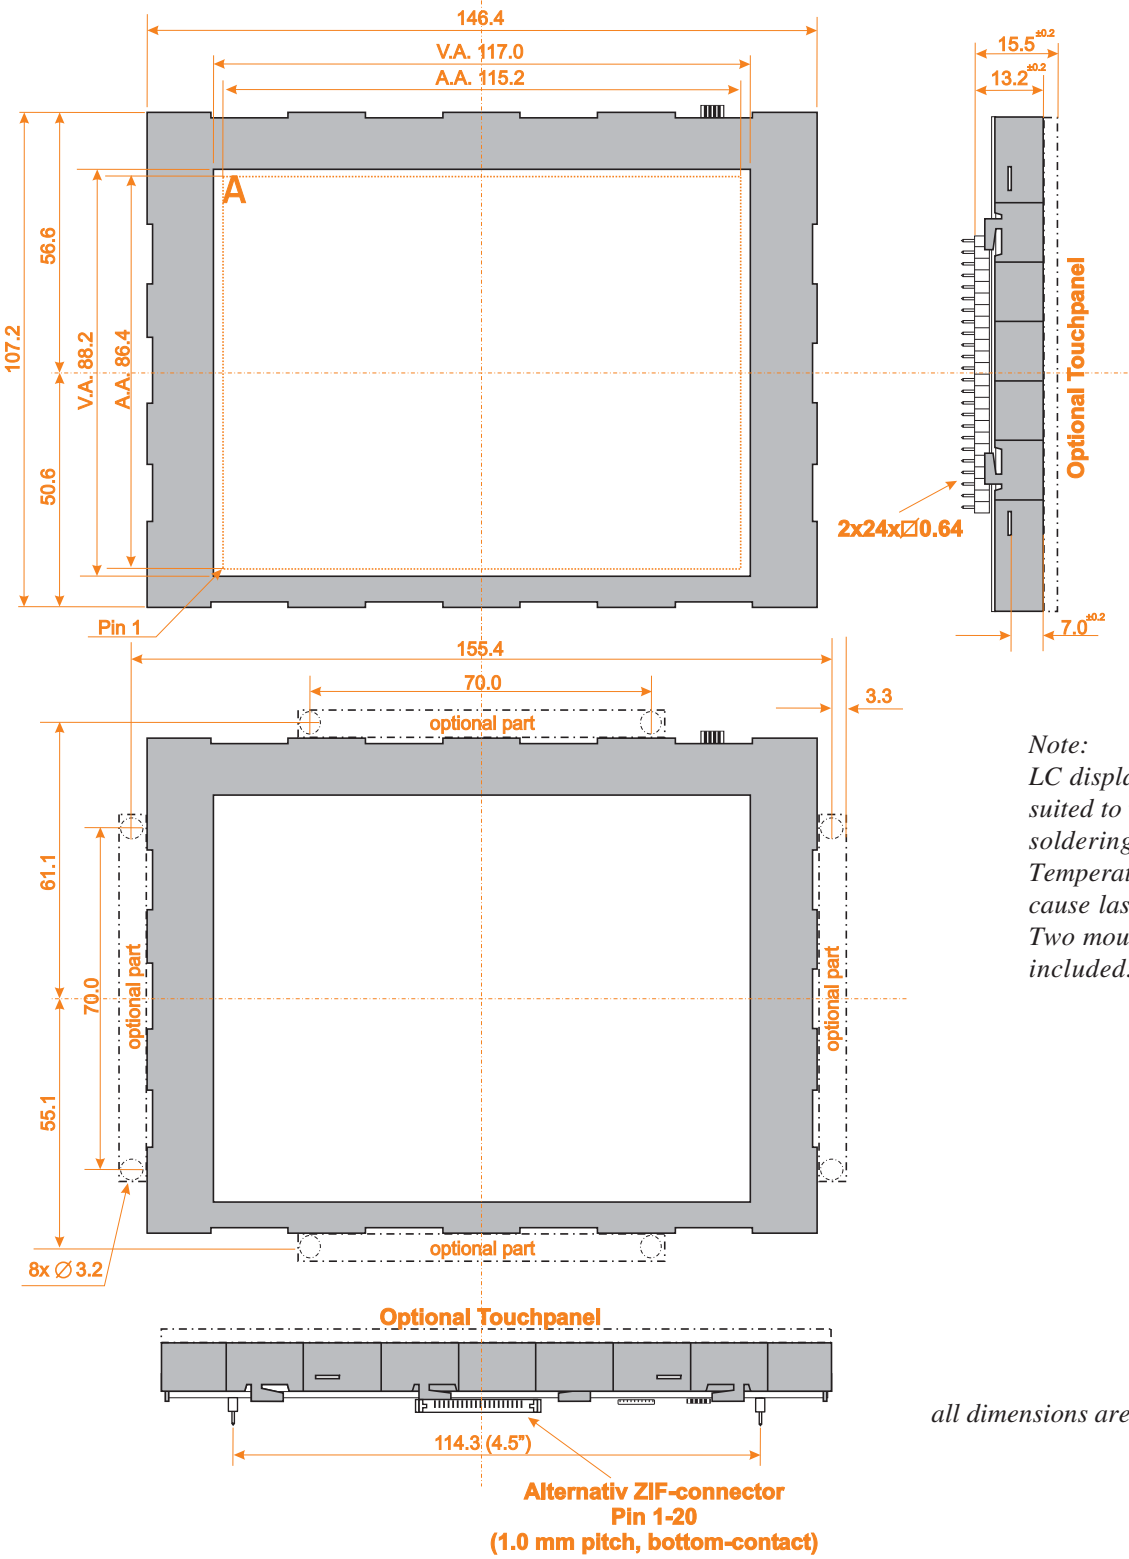 146.4
V.A. 117.0
A.A. 115.2
15.5±0.2
13.2±0.2
A
56.6
107.2
V.A. 88.2
A.A. 86.4
50.6
Optional Touchpanel
2x24x□0.64
Pin 1
7.0±0.2
155.4
70.0
3.3
optional part
61.1
70.0
optional part
optional part
55.1
optional part
8x ∅ 3.2
Note:
LC displa
suited to
soldering
Temperat
cause las
Two mou
included.
Optional Touchpanel
114.3 (4.5")
all dimensions are
Alternativ ZIF-connector
Pin 1-20
(1.0 mm pitch, bottom-contact)